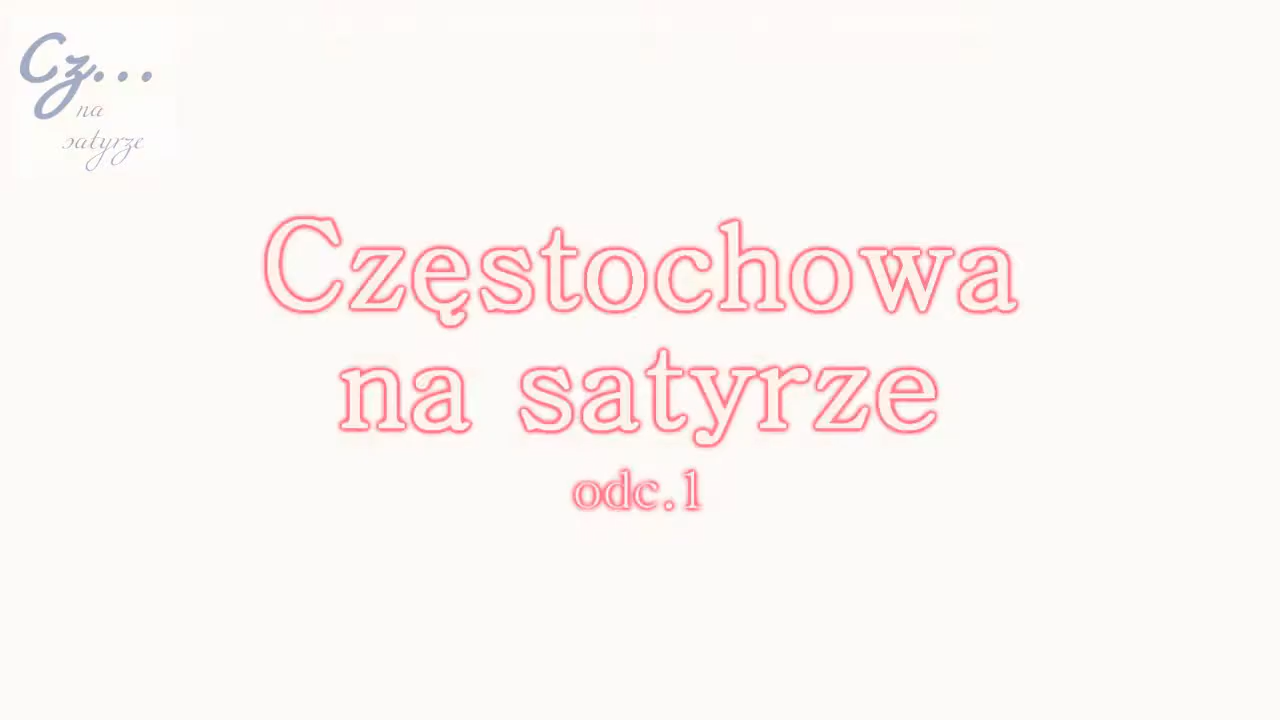 Cz...
na
satyrze
Częstochowa
na satyrze
odc.1